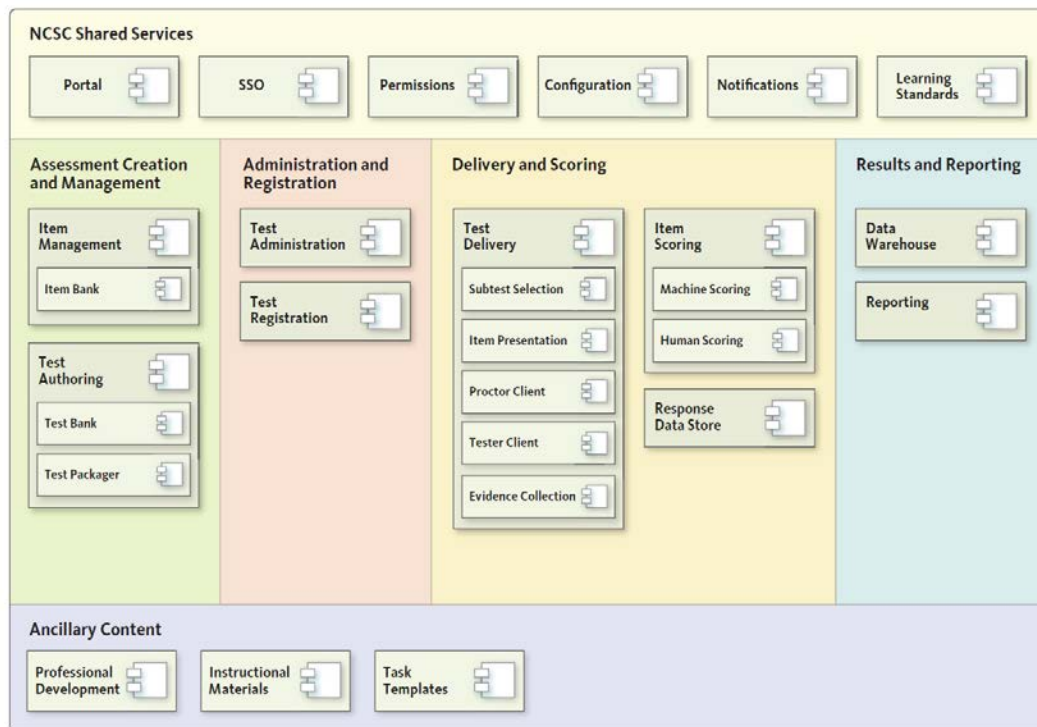 NCSC Shared Services
Portal
SSO
Permissions
Configuration
Notifications
Learning
Standards
Assessment Creation
and Management
Item
Management
Item Bank
Test
Authoring
Test Bank
Test Packager
Administration and
Registration
Test
Administration
Test
Registration
Delivery and Scoring
Test
Delivery
Subtest Selection
Item Presentation
Proctor Client
Tester Client
Evidence Collection
Item
Scoring
Machine Scoring
Human Scoring
Response
Data Store
Results and Reporting
Data
Warehouse
Reporting
Ancillary Content
Professional
Development
Instructional
Materials
Task
Templates